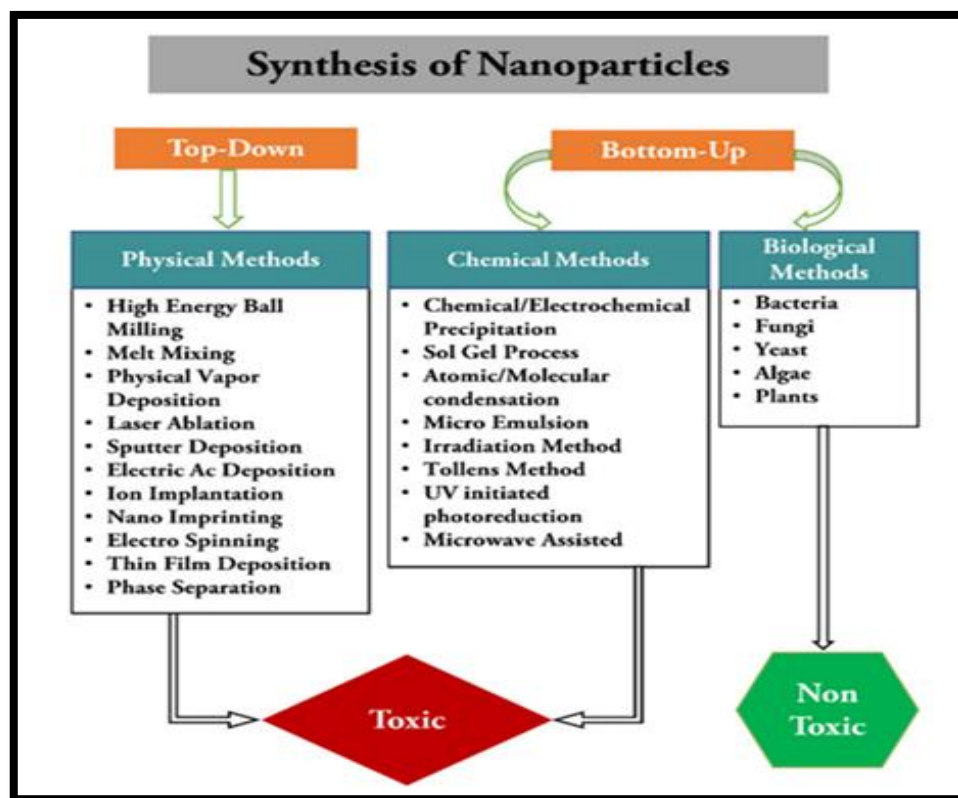 Synthesis of Nanoparticles
Top-Down
Bottom-Up
Physical Methods
• High Energy Ball
Milling
• Melt Mixing
• Physical Vapor
Deposition
• Laser Ablation
• Sputter Deposition
• Electric Ac Deposition
• Ion Implantation
• Nano Imprinting
• Electro Spinning
• Thin Film Deposition
• Phase Separation
Chemical Methods
• Chemical/Electrochemical
Precipitation
• Sol Gel Process
• Atomic/Molecular
condensation
• Micro Emulsion
• Irradiation Method
• Tollens Method
• UV initiated
photoreduction
• Microwave Assisted
Biological
Methods
• Bacteria
• Fungi
• Yeast
• Algae
• Plants
Toxic
Non
Toxic